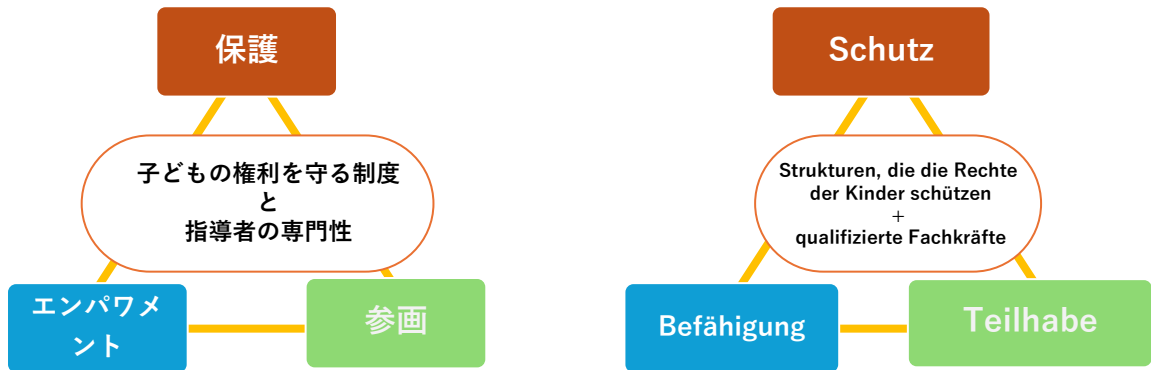 保護
子どもの権利を守る制度
と
指導者の専門性
エンパワメ
ント
参画
Schutz
Strukturen, die die Rechte
der Kinder schützen
+
qualifizierte Fachkräfte
Befähigung
Teilhabe